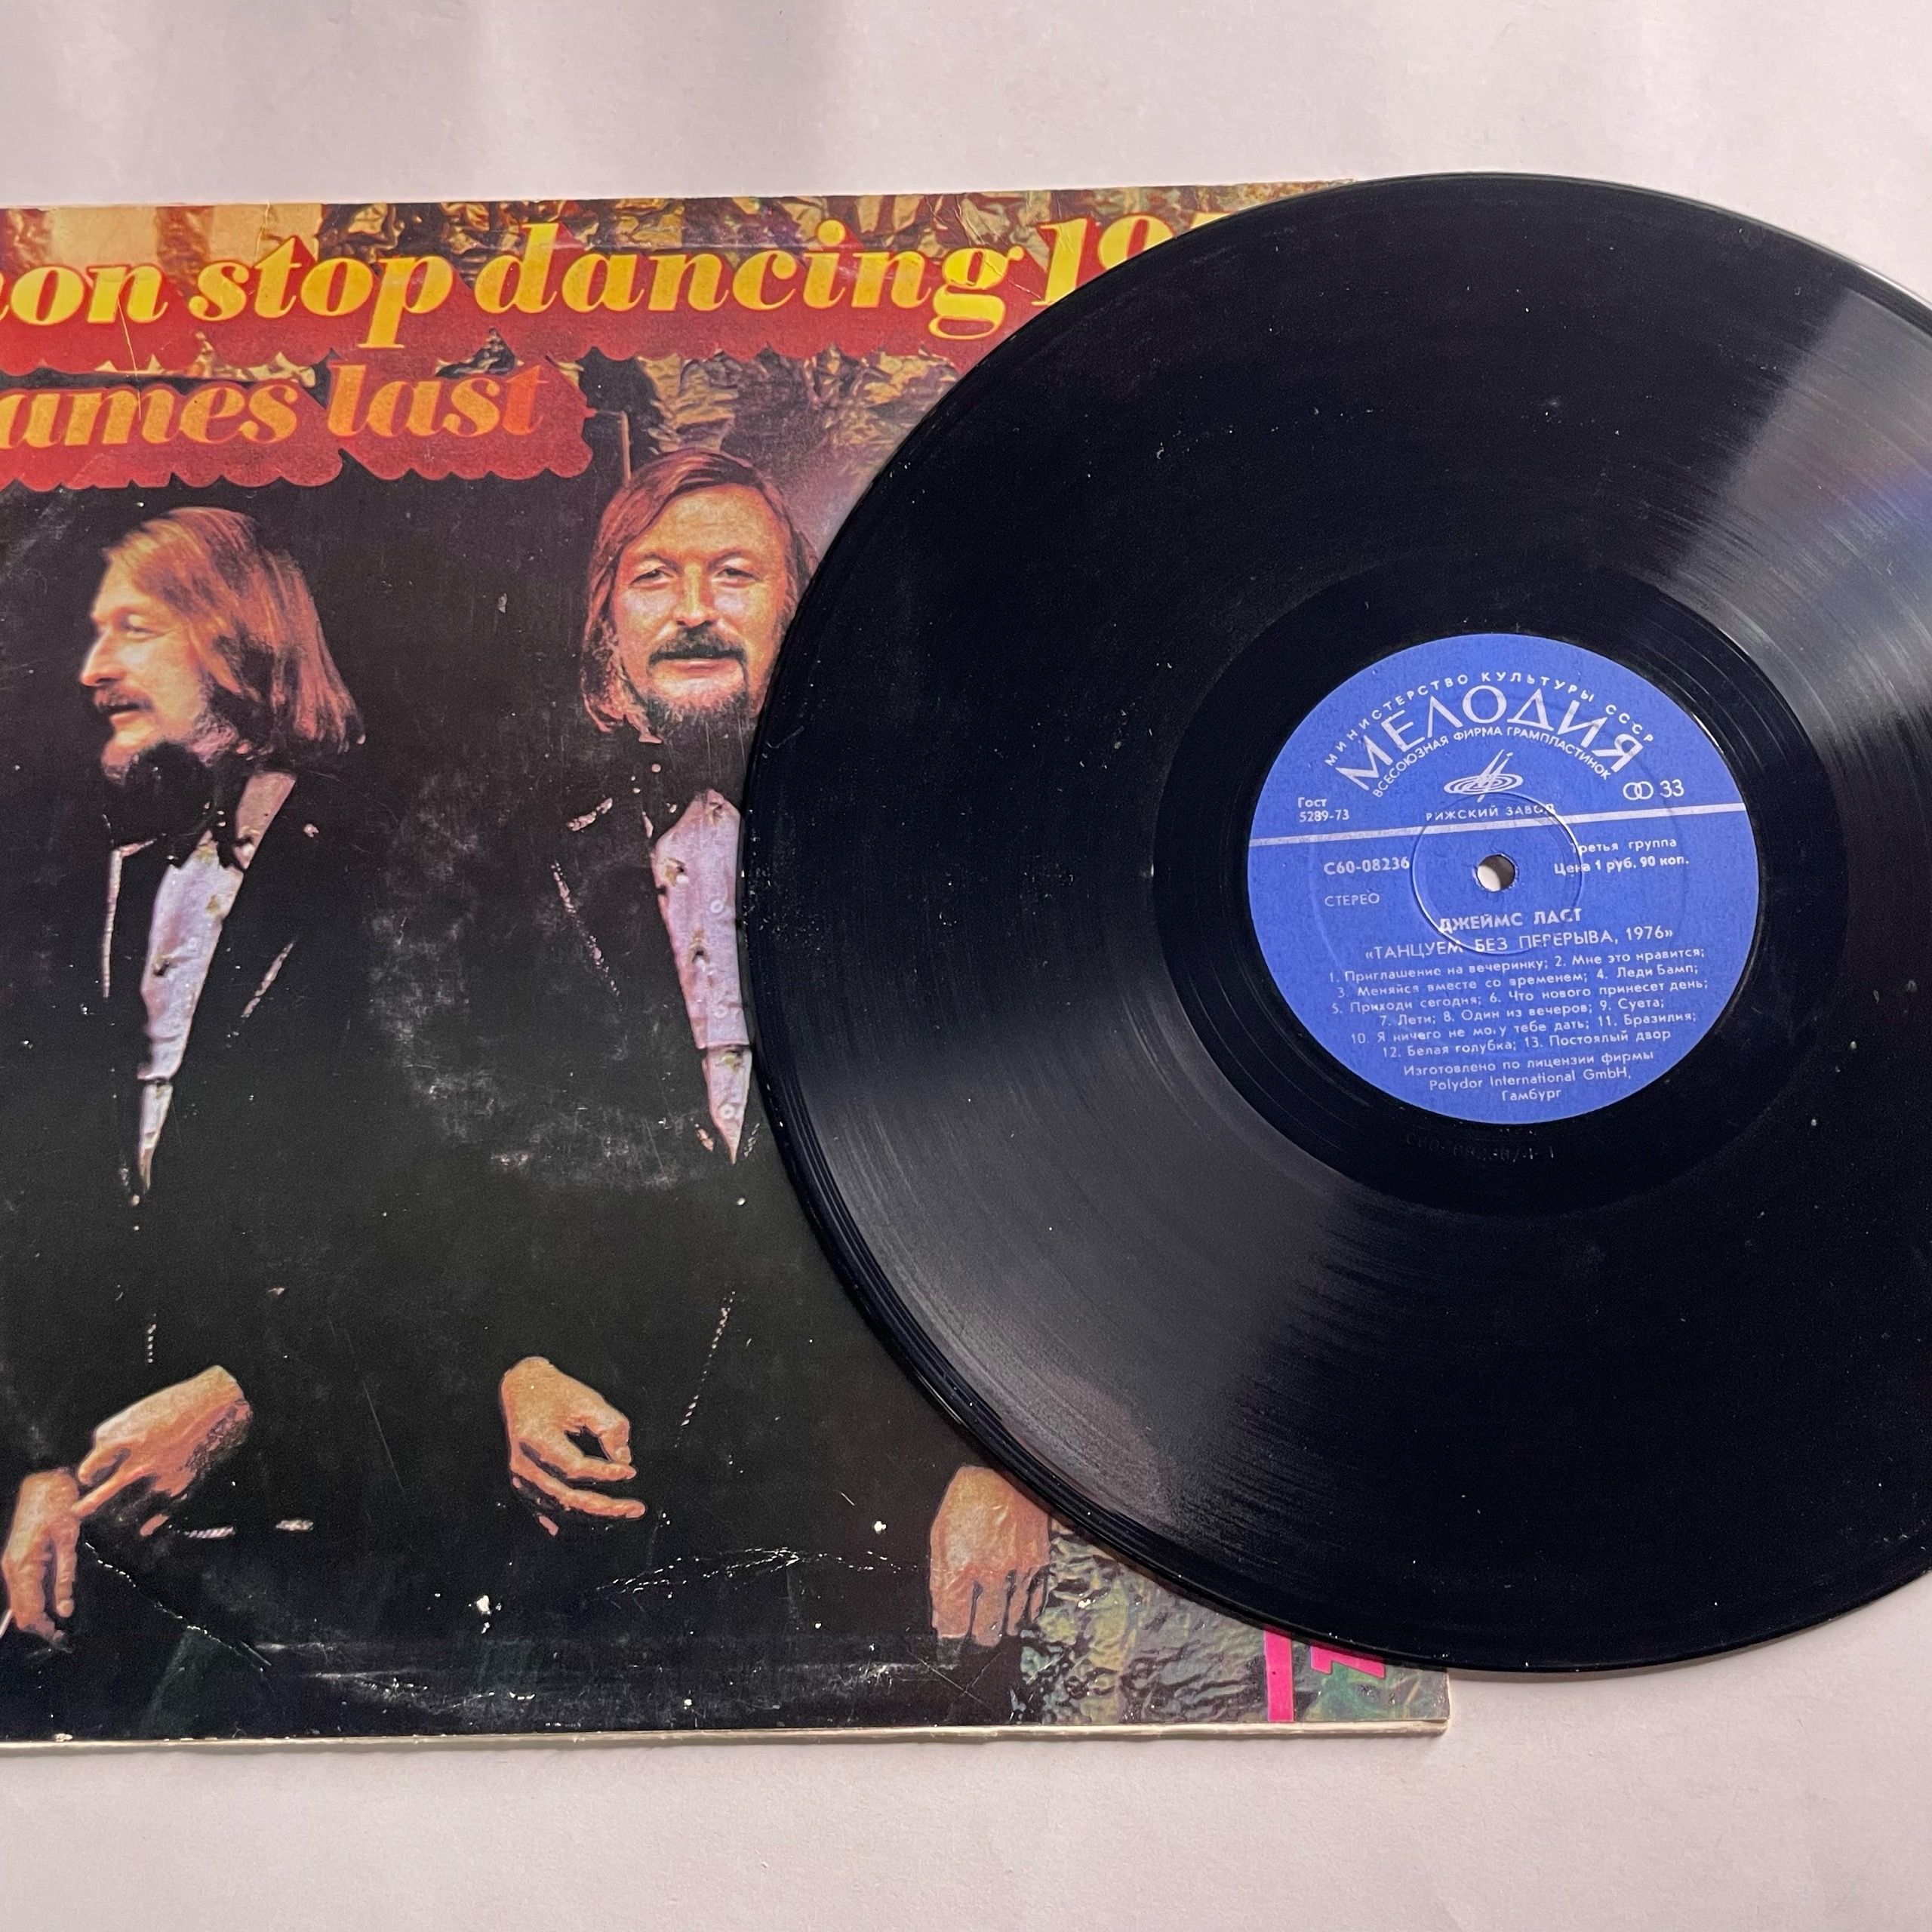 non stop dancing 19
ames last
МИНИСТЕРСТВО КУЛЬТУРЫ СССР
МЕЛОДИЯ
ВСЕСОЮЗНАЯ ФИРМА ГРАМПЛАСТИНОК
33
Гост
5289-73
РИЖСКИЙ ЗАВОД
С60-08236
Третья группа
Цена 1 руб. 90 коп.
СТЕРЕО
ДЖЕЙМС ЛАСТ
«ТАНЦУЕМ БЕЗ ПЕРЕРЫВА, 1976»
1. Приглашение на вечеринку; 2. Мне это нравится;
3. Меняйся вместе со временем; 4. Леди Бамп;
5. Приходи сегодня; 6. Что нового принесет день;
7. Лети; 8. Один из вечеров; 9. Суета;
10. Я ничего не могу тебе дать; 11. Бразилия;
12. Белая голубка; 13. Постоялый двор
Изготовлено по лицензии фирмы
Polydor International GmbH,
Гамбург